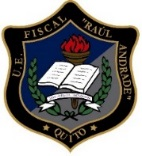 U.E. FISCAL "RAÚL ANDRADE"
QUITO